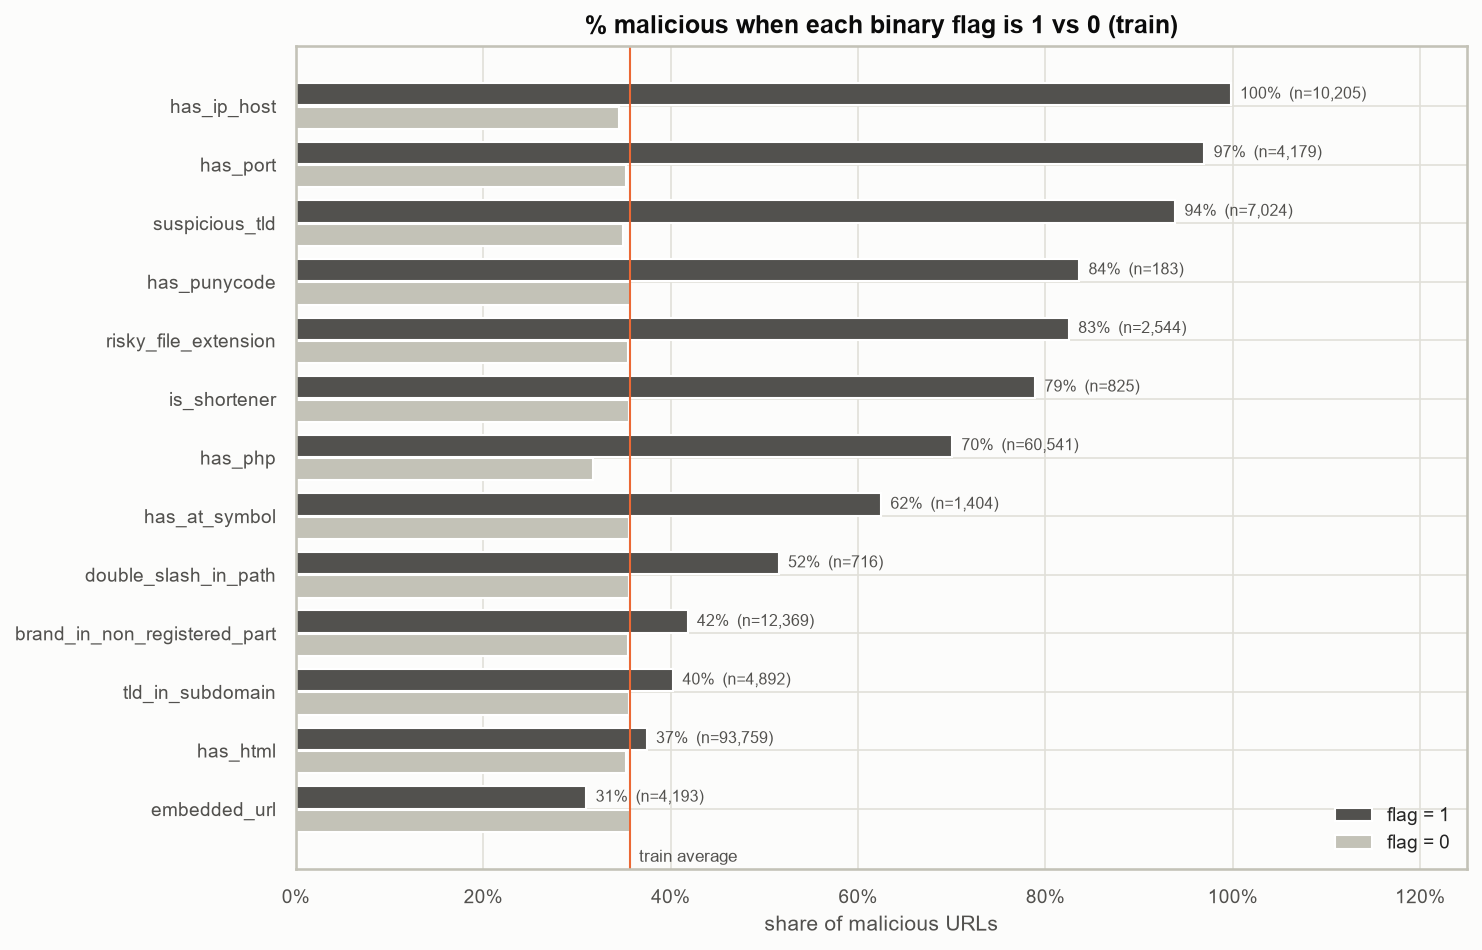 % malicious when each binary flag is 1 vs 0 (train)
has_ip_host
100% (n=10,205)
has_port
97% (n=4,179)
suspicious_tld
94% (n=7,024)
has_punycode
84% (n=183)
risky_file_extension
83% (n=2,544)
is_shortener
79% (n=825)
has_php
70% (n=60,541)
has_at_symbol
62% (n=1,404)
double_slash_in_path
52% (n=716)
brand_in_non_registered_part
42% (n=12,369)
tld_in_subdomain
40% (n=4,892)
has_html
37% (n=93,759)
embedded_url
31% (n=4,193)
flag = 1
flag = 0
train average
0% 20% 40% 60% 80% 100% 120%
share of malicious URLs